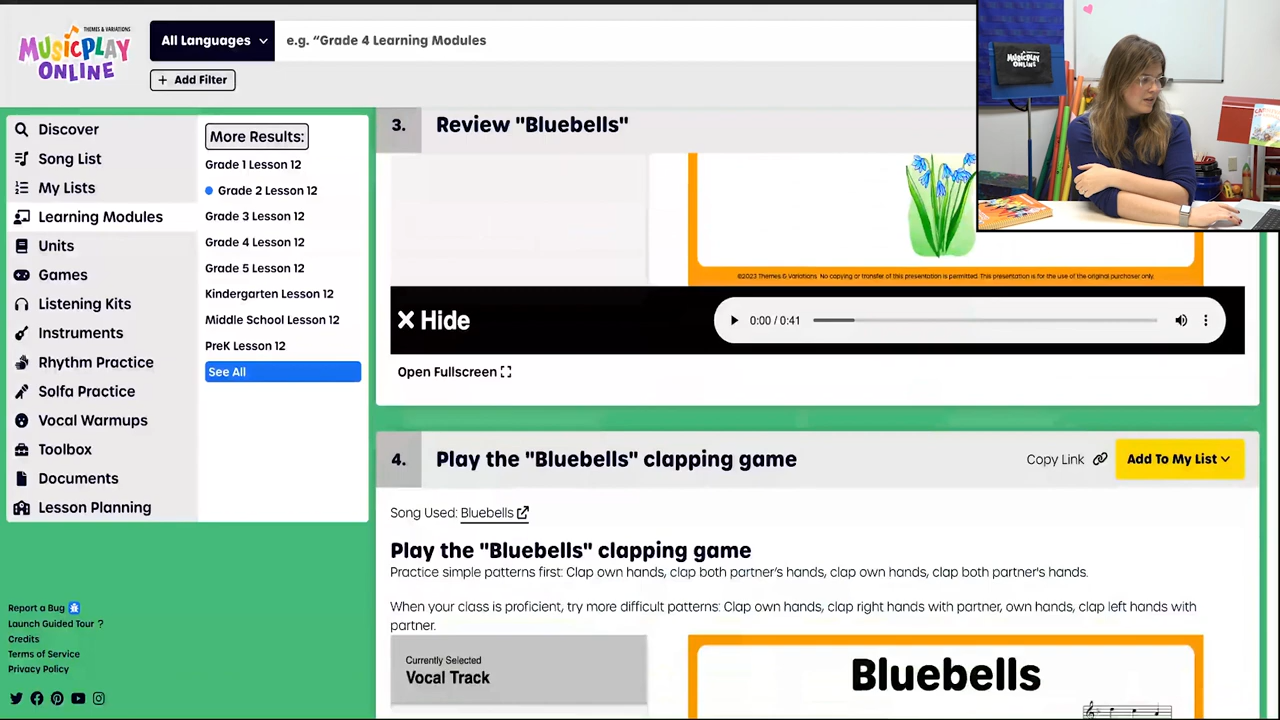 THEMES & VARIATIONS
MUSICPLAY
ONLINE
All Languages
e.g. “Grade 4 Learning Modules
+ Add Filter
MUSICPLAY
ONLINE
Discover
Song List
My Lists
Learning Modules
Units
Games
Listening Kits
Instruments
Rhythm Practice
Solfa Practice
Vocal Warmups
Toolbox
Documents
Lesson Planning
More Results:
Grade 1 Lesson 12
Grade 2 Lesson 12
Grade 3 Lesson 12
Grade 4 Lesson 12
Grade 5 Lesson 12
Kindergarten Lesson 12
Middle School Lesson 12
PreK Lesson 12
See All
Report a Bug
Launch Guided Tour ?
Credits
Terms of Service
Privacy Policy
3. Review "Bluebells"
©2023 Themes & Variations No copying or transfer of this presentation is permitted. This presentation is for the use of the original purchaser only.
× Hide
0:00 / 0:41
Open Fullscreen
4. Play the "Bluebells" clapping game
Copy Link
Add To My List
Song Used: Bluebells
Play the "Bluebells" clapping game
Practice simple patterns first: Clap own hands, clap both partner’s hands, clap own hands, clap both partner's hands.
When your class is proficient, try more difficult patterns: Clap own hands, clap right hands with partner, own hands, clap left hands with
partner.
Currently Selected
Vocal Track
Bluebells